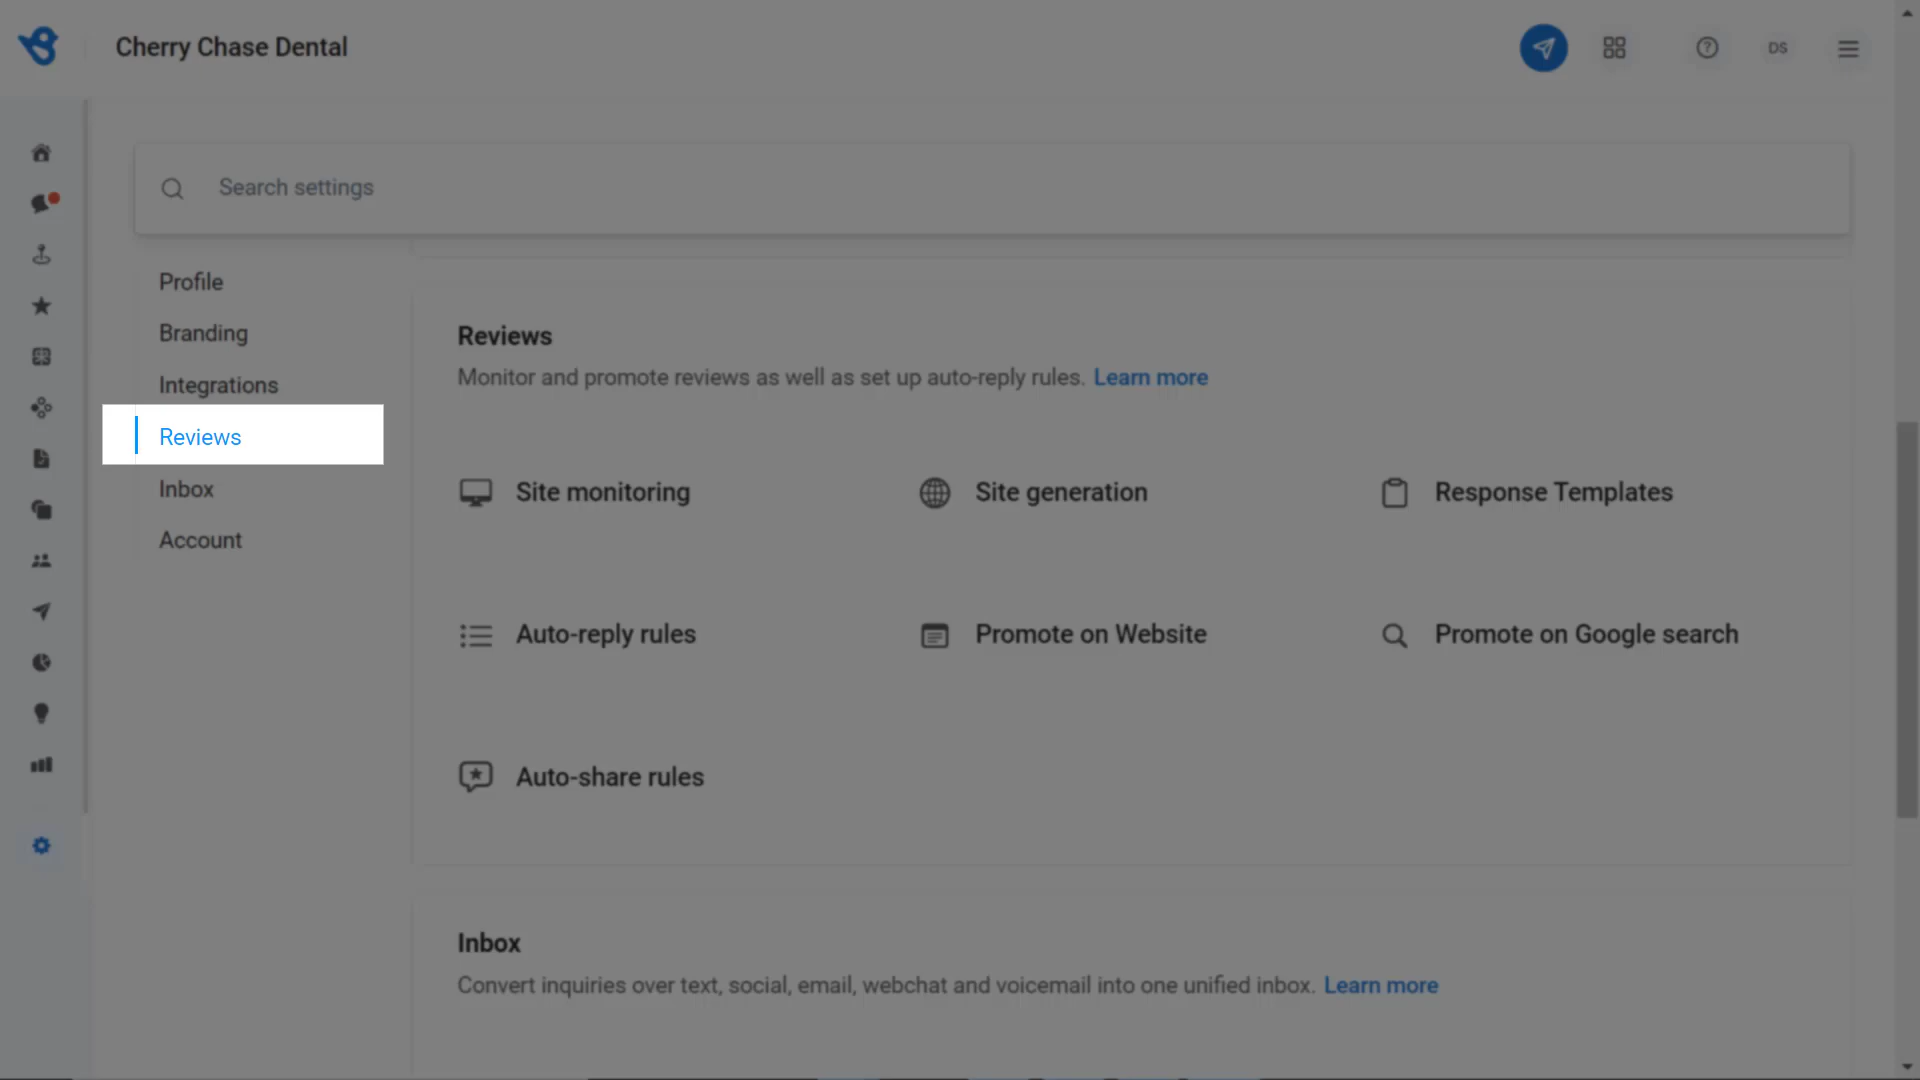 Cherry Chase Dental
DS
Search settings
Profile
Branding
Integrations
Reviews
Inbox
Account
Reviews
Monitor and promote reviews as well as set up auto-reply rules. Learn more
Site monitoring
Site generation
Response Templates
Auto-reply rules
Promote on Website
Promote on Google search
Auto-share rules
Inbox
Convert inquiries over text, social, email, webchat and voicemail into one unified inbox. Learn more